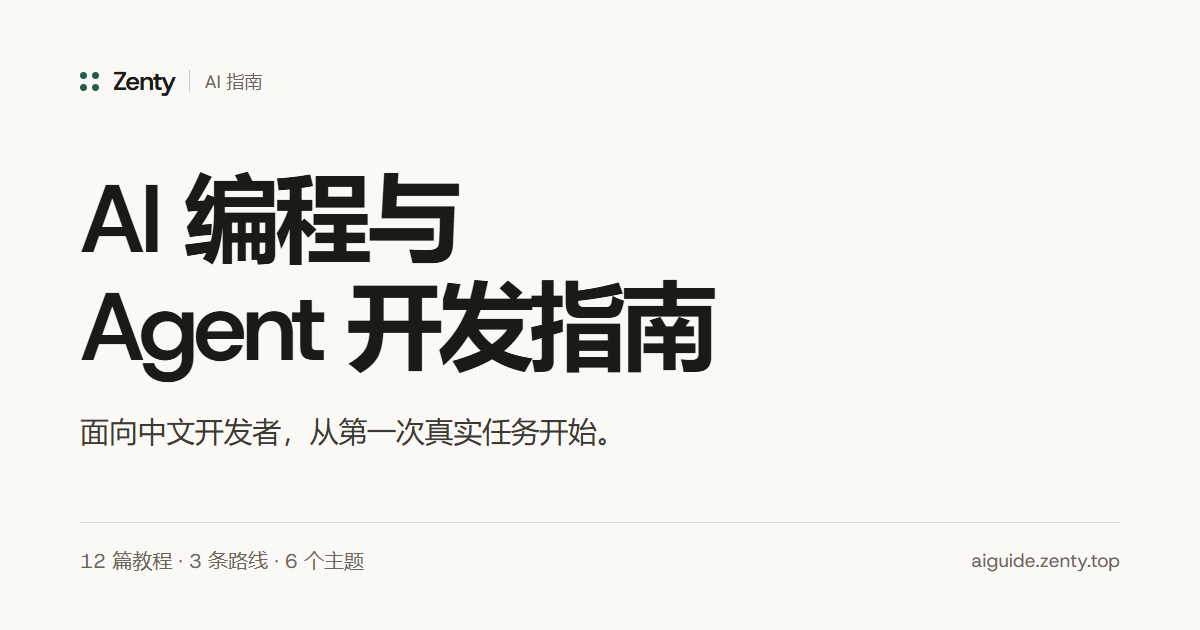 Zenty AI 指南
AI 编程与
Agent 开发指南
面向中文开发者，从第一次真实任务开始。
12 篇教程 · 3 条路线 · 6 个主题
aiguide.zenty.top